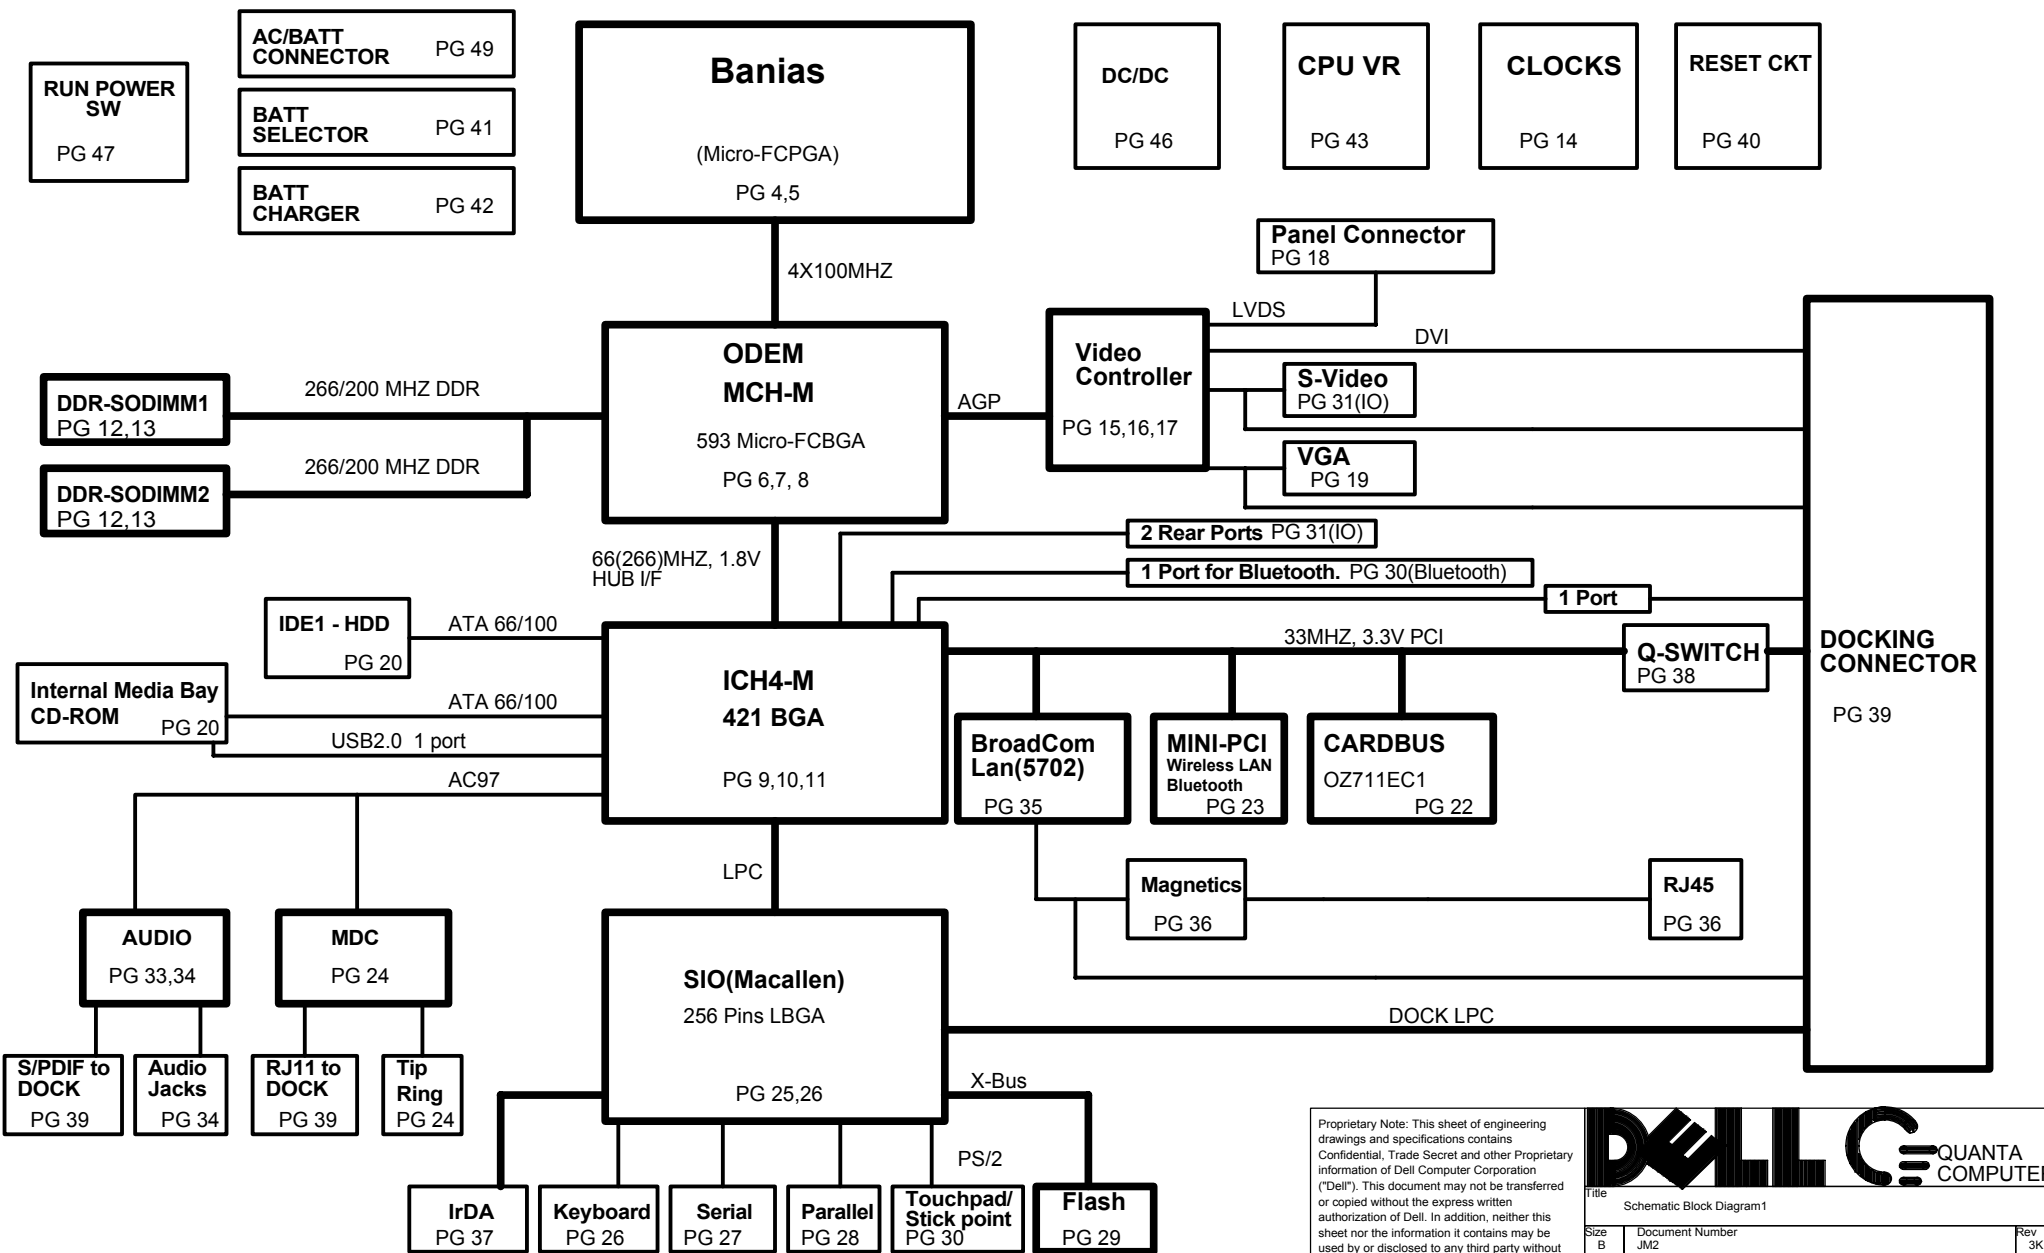 RUN POWER
SW
PG 47
AC/BATT
CONNECTOR PG 49
BATT
SELECTOR PG 41
BATT
CHARGER PG 42
Banias
(Micro-FCPGA)
PG 4,5
DC/DC
PG 46
CPU VR
PG 43
CLOCKS
PG 14
RESET CKT
PG 40
4X100MHZ
Panel Connector
PG 18
LVDS
DVI
ODEM
MCH-M
593 Micro-FCBGA
PG 6,7, 8
266/200 MHZ DDR
DDR-SODIMM1
PG 12,13
266/200 MHZ DDR
DDR-SODIMM2
PG 12,13
AGP
Video
Controller
PG 15,16,17
S-Video
PG 31(IO)
VGA
PG 19
2 Rear Ports PG 31(IO)
1 Port for Bluetooth. PG 30(Bluetooth)
1 Port
66(266)MHZ, 1.8V
HUB I/F
IDE1 - HDD
PG 20
ATA 66/100
Internal Media Bay
CD-ROM PG 20
ATA 66/100
USB2.0 1 port
AC97
ICH4-M
421 BGA
PG 9,10,11
33MHZ, 3.3V PCI
Q-SWITCH
PG 38
DOCKING
CONNECTOR
PG 39
BroadCom
Lan(5702)
PG 35
MINI-PCI
Wireless LAN
Bluetooth
PG 23
CARDBUS
OZ711EC1
PG 22
LPC
Magnetics
PG 36
RJ45
PG 36
AUDIO
PG 33,34
MDC
PG 24
SIO(Macallen)
256 Pins LBGA
PG 25,26
DOCK LPC
X-Bus
S/PDIF to
DOCK
PG 39
Audio
Jacks
PG 34
RJ11 to
DOCK
PG 39
Tip
Ring
PG 24
PS/2
IrDA
PG 37
Keyboard
PG 26
Serial
PG 27
Parallel
PG 28
Touchpad/
Stick point
PG 30
Flash
PG 29
Proprietary Note: This sheet of engineering
drawings and specifications contains
Confidential, Trade Secret and other Proprietary
information of Dell Computer Corporation
("Dell"). This document may not be transferred
or copied without the express written
authorization of Dell. In addition, neither this
sheet nor the information it contains may be
used by or disclosed to any third party without
DELL
QUANTA
COMPUTER
Title
Schematic Block Diagram1
Size Document Number Rev
B JM2 3K